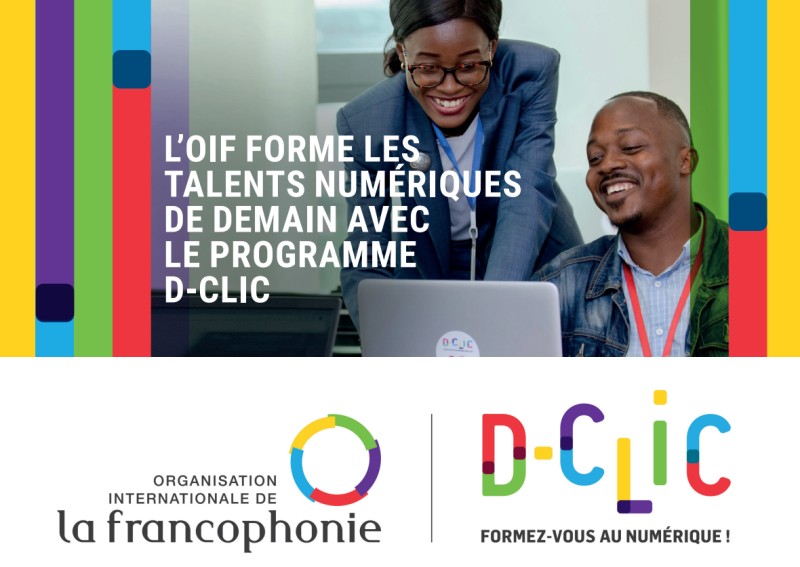 L'OIF FORME LES
TALENTS NUMÉRIQUES
DE DEMAIN AVEC
LE PROGRAMME
D-CLIC
D-CLIC
ORGANISATION
INTERNATIONALE DE
la francophonie
D-CLiC
FORMEZ-VOUS AU NUMÉRIQUE !